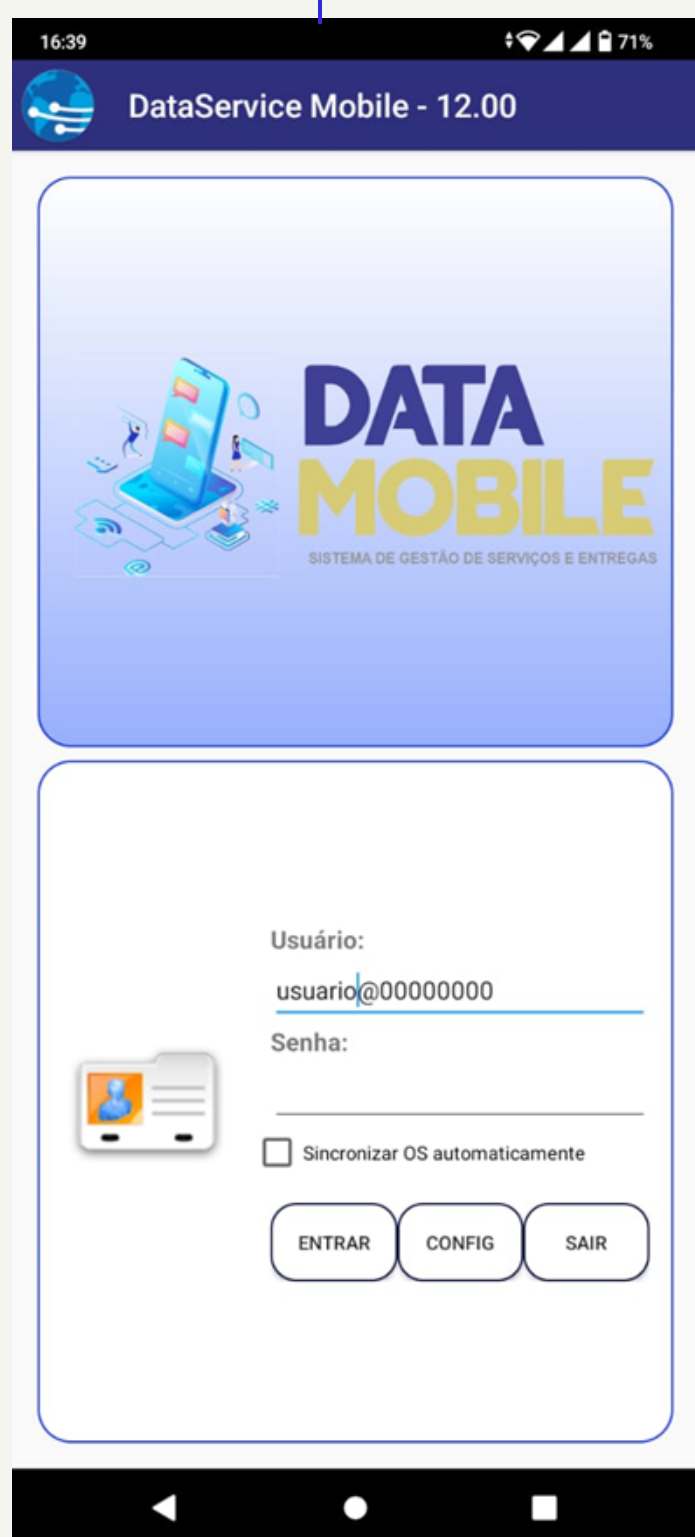 16:39
71%
DataService Mobile - 12.00
DATA
MOBILE
SISTEMA DE GESTÃO DE SERVIÇOS E ENTREGAS
Usuário:
usuario@00000000
Senha:
Sincronizar OS automaticamente
ENTRAR CONFIG SAIR